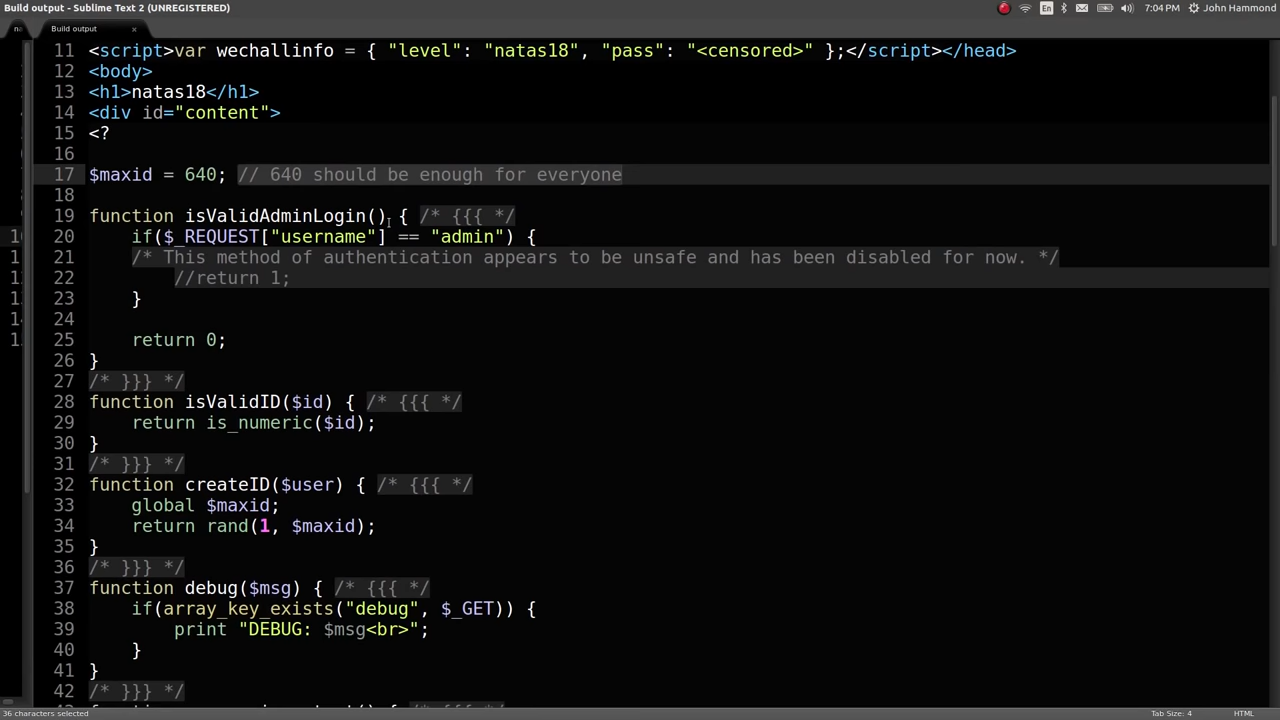 Build output - Sublime Text 2 (UNREGISTERED)
En
7:04 PM
John Hammond
na
Build output
11 <script>var wechallinfo = { "level": "natas18", "pass": "<censored>" };</script></head>
12 <body>
13 <h1>natas18</h1>
14 <div id="content">
15 <?
16
17 $maxid = 640; // 640 should be enough for everyone
18
19 function isValidAdminLogin() { /* {{{ */
20 if($_REQUEST["username"] == "admin") {
21 /* This method of authentication appears to be unsafe and has been disabled for now. */
22 //return 1;
23 }
24
25 return 0;
26 }
27 /* }}} */
28 function isValidID($id) { /* {{{ */
29 return is_numeric($id);
30 }
31 /* }}} */
32 function createID($user) { /* {{{ */
33 global $maxid;
34 return rand(1, $maxid);
35 }
36 /* }}} */
37 function debug($msg) { /* {{{ */
38 if(array_key_exists("debug", $_GET)) {
39 print "DEBUG: $msg<br>";
40 }
41 }
42 /* }}} */
36 characters selected
Tab Size: 4
HTML